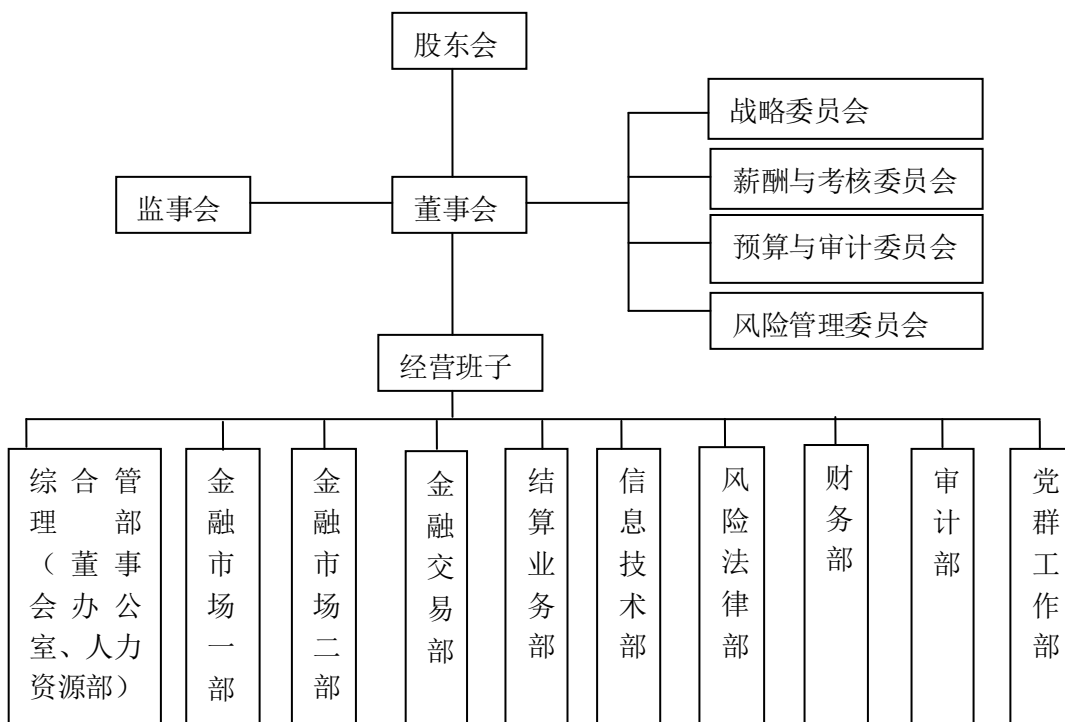 股东会
战略委员会
薪酬与考核委员会
监事会
董事会
预算与审计委员会
风险管理委员会
经营班子
综合管
理部
（董事
会办公
室、人力
资源部）
金融市场一部
金融市场二部
金融交易部
结算业务部
信息技术部
风险法律部
财务部
审计部
党群工作部